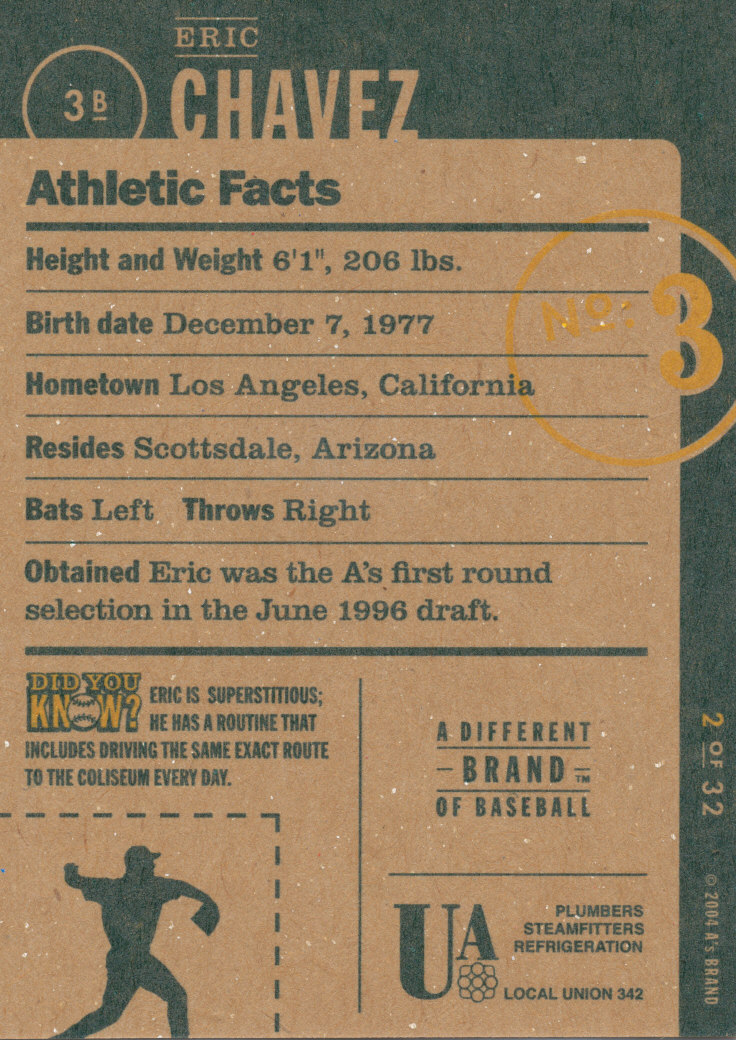 ERIC
CHAVEZ
3B
Athletic Facts
Height and Weight 6'1", 206 lbs.
Birth date December 7, 1977
Hometown Los Angeles, California
Resides Scottsdale, Arizona
Bats Left Throws Right
Obtained Eric was the A's first round
selection in the June 1996 draft.
No: 3
DID YOU
KNOW?
ERIC IS SUPERSTITIOUS;
HE HAS A ROUTINE THAT
INCLUDES DRIVING THE SAME EXACT ROUTE
TO THE COLISEUM EVERY DAY.
A DIFFERENT
BRAND™
OF BASEBALL
UA
PLUMBERS
STEAMFITTERS
REFRIGERATION
LOCAL UNION 342
2 OF 32
© 2004 A's BRAND